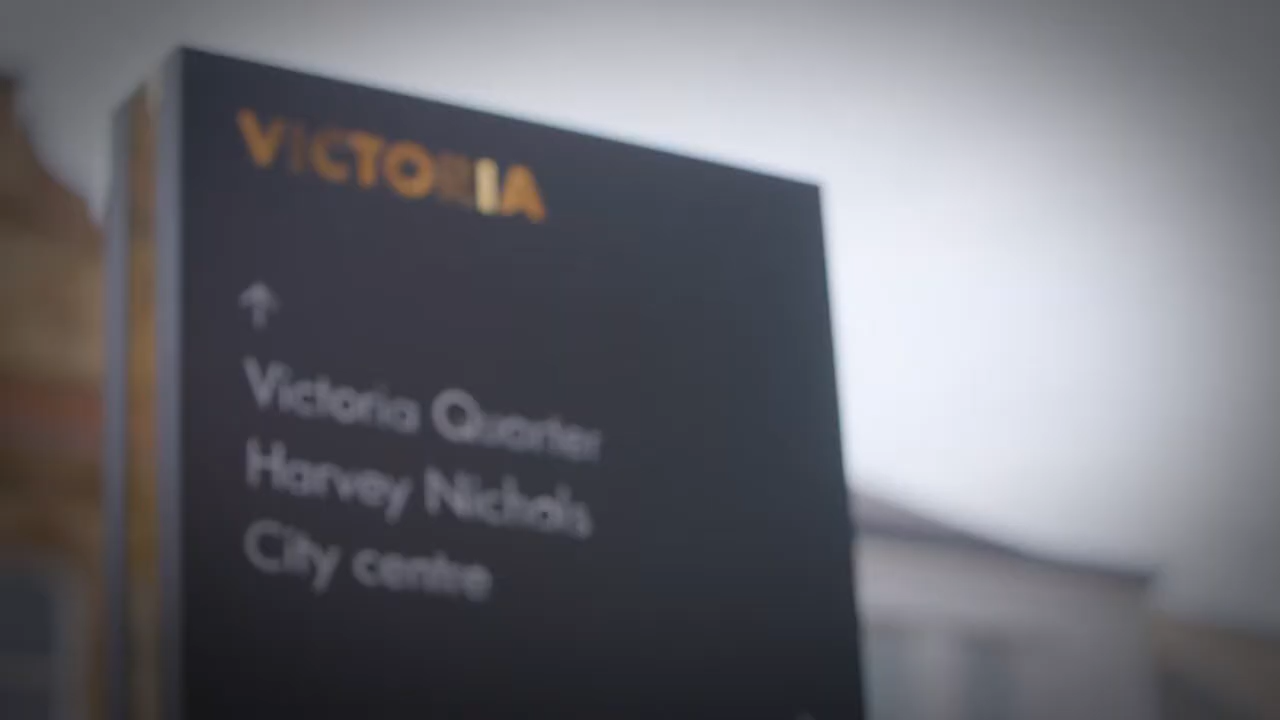 VICTORIA
↑
Victoria Quarter
Harvey Nichols
City centre